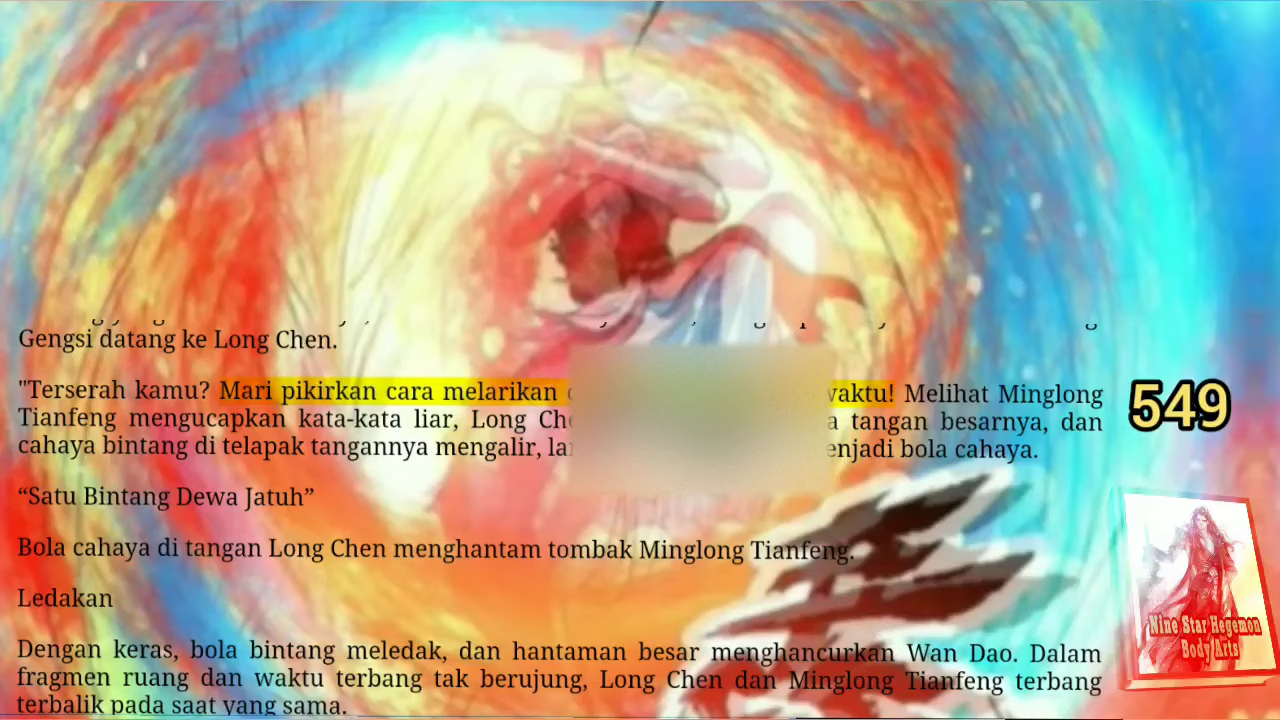 Gengsi datang ke Long Chen.
"Terserah kamu? Mari pikirkan cara melarikan waktu! Melihat Minglong
Tianfeng mengucapkan kata-kata liar, Long tangan besarnya, dan
cahaya bintang di telapak tangannya mengalir, bola cahaya.
“Satu Bintang Dewa Jatuh”
Bola cahaya di tangan Long Chen menghantam tombak Minglong Tianfeng.
Ledakan
Dengan keras, bola bintang meledak, dan hantaman besar menghancurkan Wan Dao. Dalam
fragmen ruang dan waktu terbang tak berujung, Long Chen dan Minglong Tianfeng terbang
terbalik pada saat yang sama.
549
Nine Star Hegemon
Body Arts